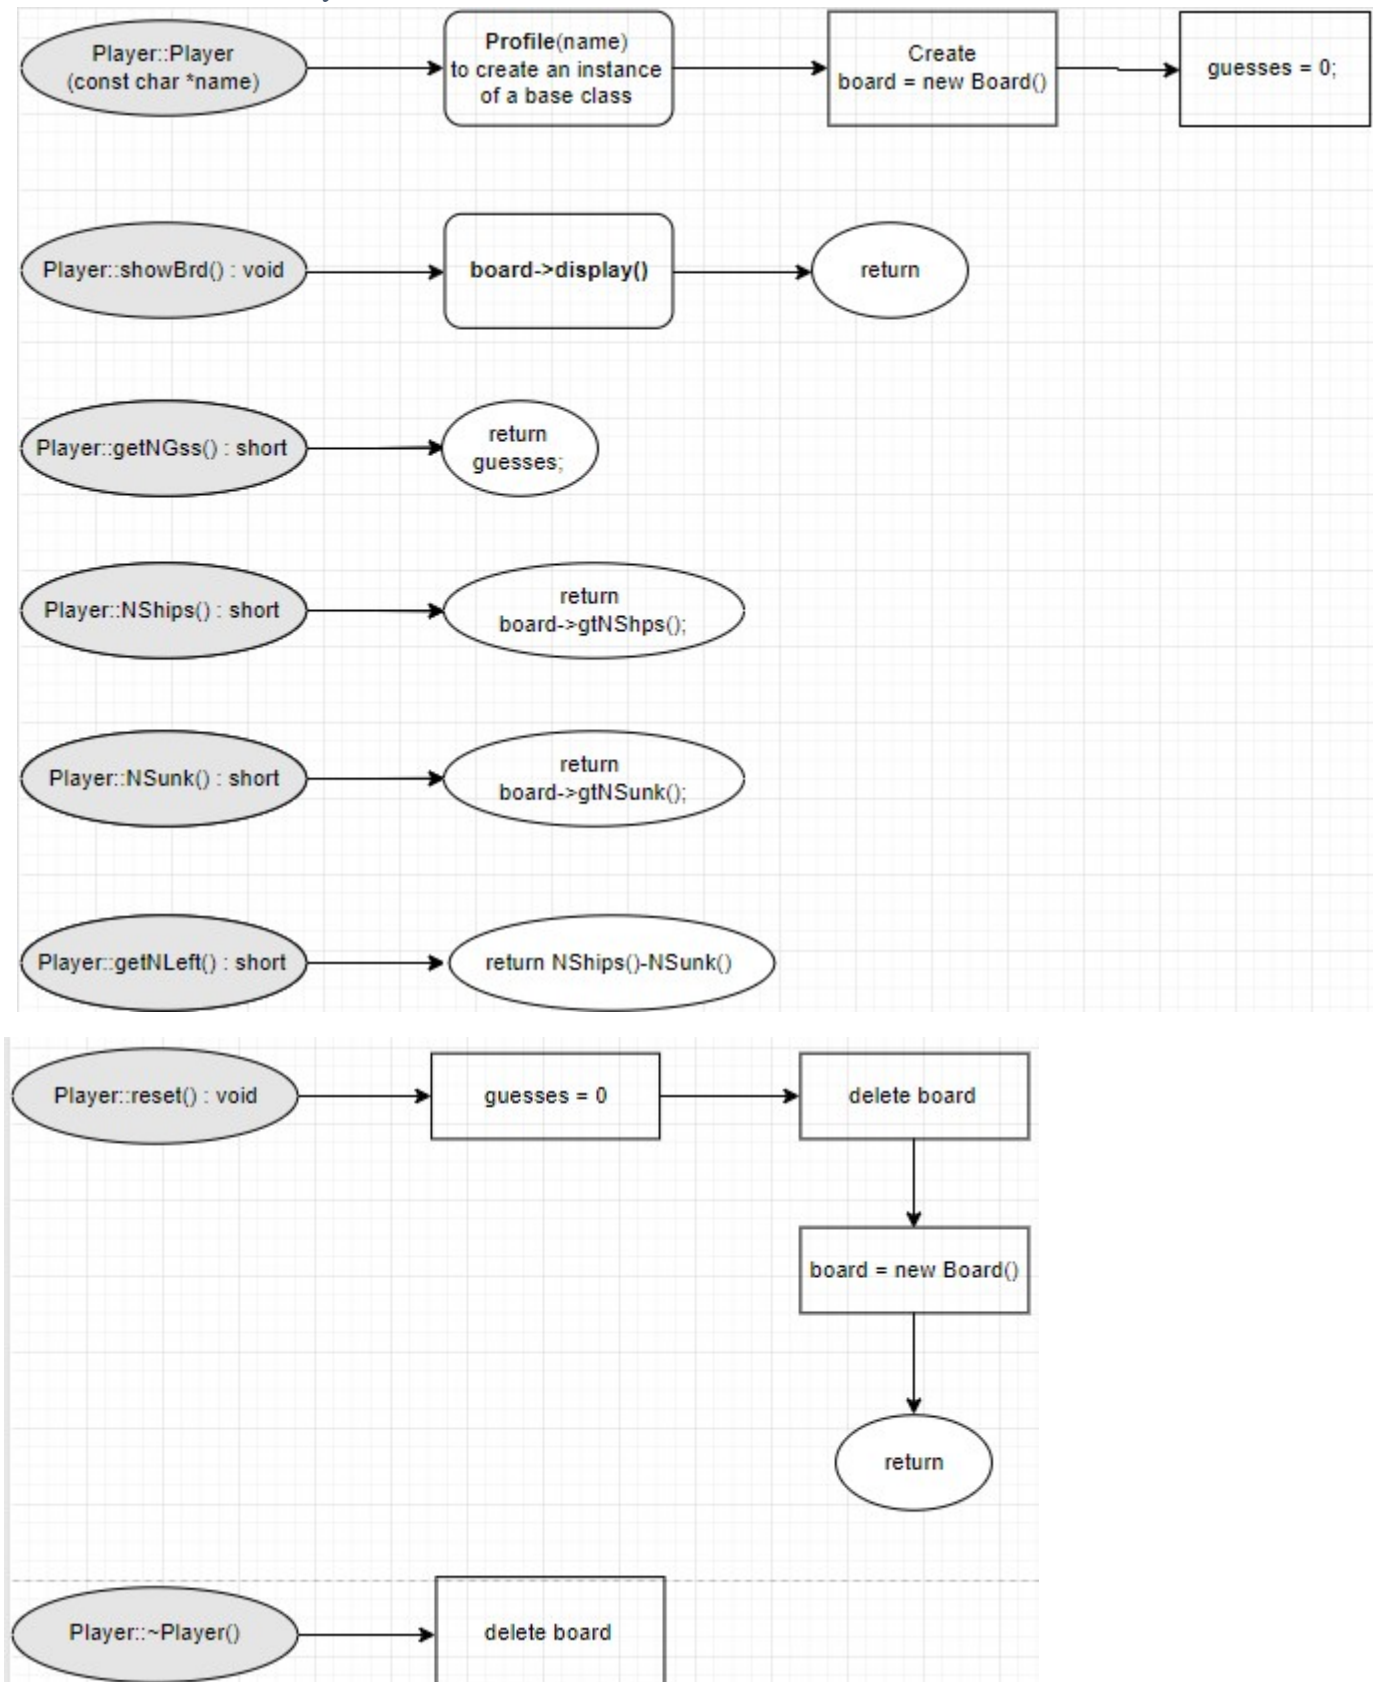 Player::Player
(const char *name)
Profile(name)
to create an instance
of a base class
Create
board = new Board()
guesses = 0;
Player::showBrd() : void
board->display()
return
Player::getNGss() : short
return
guesses;
Player::NShips() : short
return
board->gtNShps();
Player::NSunk() : short
return
board->gtNSunk();
Player::getNLeft() : short
return NShips()-NSunk()
Player::reset() : void
guesses = 0
delete board
board = new Board()
return
Player::~Player()
delete board